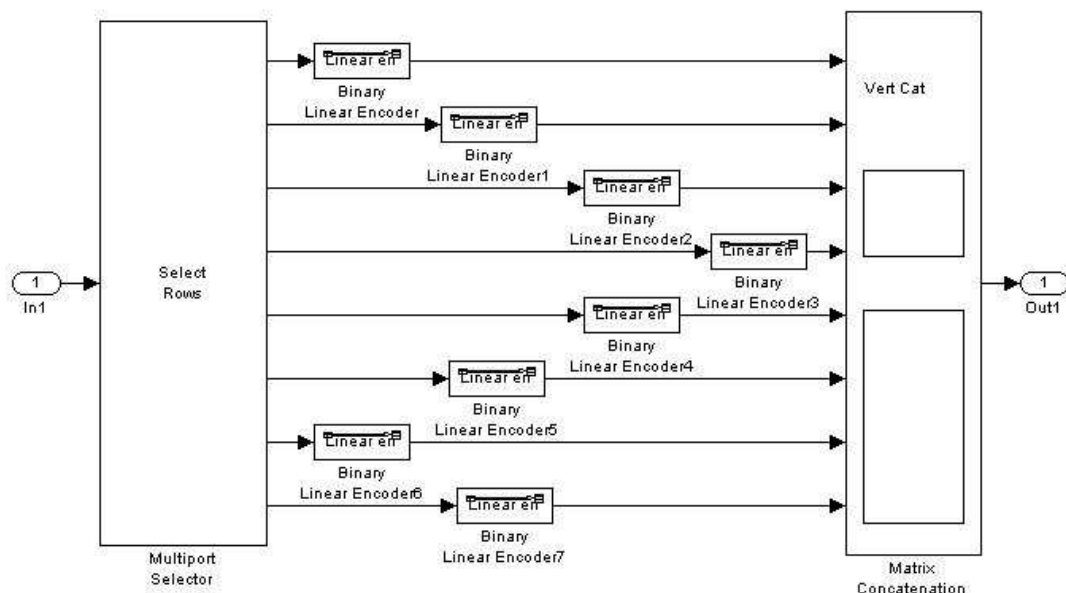 Vert Cat
Linear en
Binary
Linear Encoder
Linear en
Binary
Linear Encoder1
Linear en
Binary
Linear Encoder2
Linear en
Binary
Linear Encoder3
1
In1
Select
Rows
1
Out1
Linear en
Binary
Linear Encoder4
Linear en
Binary
Linear Encoder5
Linear en
Binary
Linear Encoder6
Linear en
Binary
Linear Encoder7
Multiport
Selector
Matrix
Concatenation